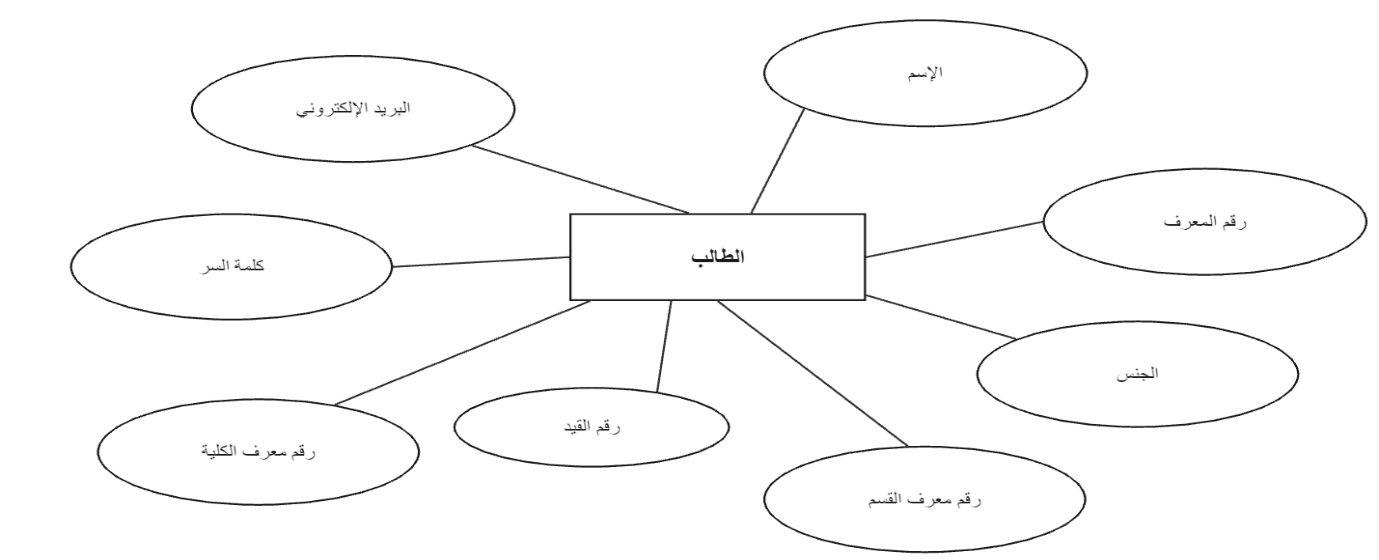 الإسم
البريد الإلكتروني
رقم المعرف
الطالب
كلمة السر
الجنس
رقم القيد
رقم معرف الكلية
رقم معرف القسم